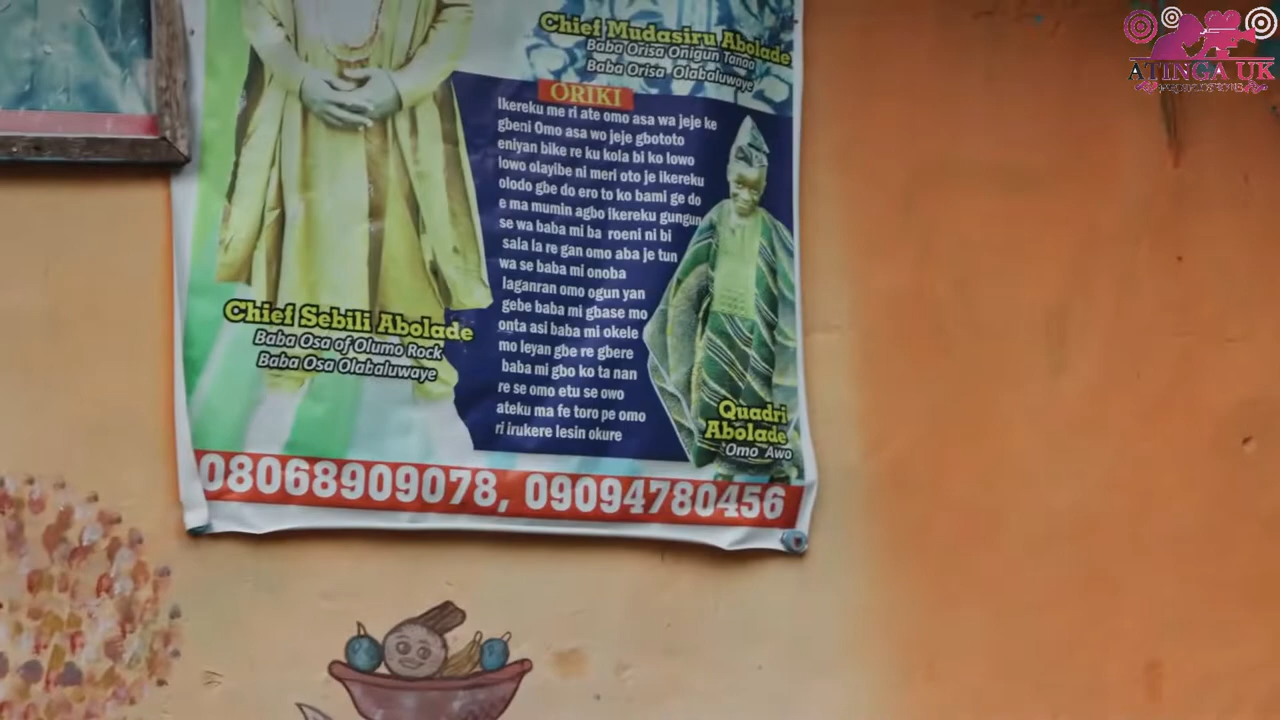 ATINGA UK
Chief Mudasiru Abolade
Baba Orisa Onigun Tanaa
Baba Orisa Olabaluwaye
ORIKI
Ikereku me ri ate omo asa wa jeje ke
gbeni Omo asa wo jeje gbototo
eniyan bike re ku kola bi ko lowo
lowo olayibe ni meri oto je ikereku
olodo gbe do ero to ko bami ge do
e ma mumin agbo Ikereku gungun
se wa baba mi ba roeni ni bi
sala la re gan omo aba je tun
wa se baba mi onoba
laganran omo ogun yan
gebe baba mi gbase mo
onta asi baba mi okele
mo leyan gbe re gbere
baba mi gbo ko ta nan
re se omo etu se owo
ateku ma fe toro pe omo
ri irukere lesin okure
Chief Sebili Abolade
Baba Osa of Olumo Rock
Baba Osa Olabaluwaye
Quadri
Abolade
Omo Awo
08068909078, 09094780456